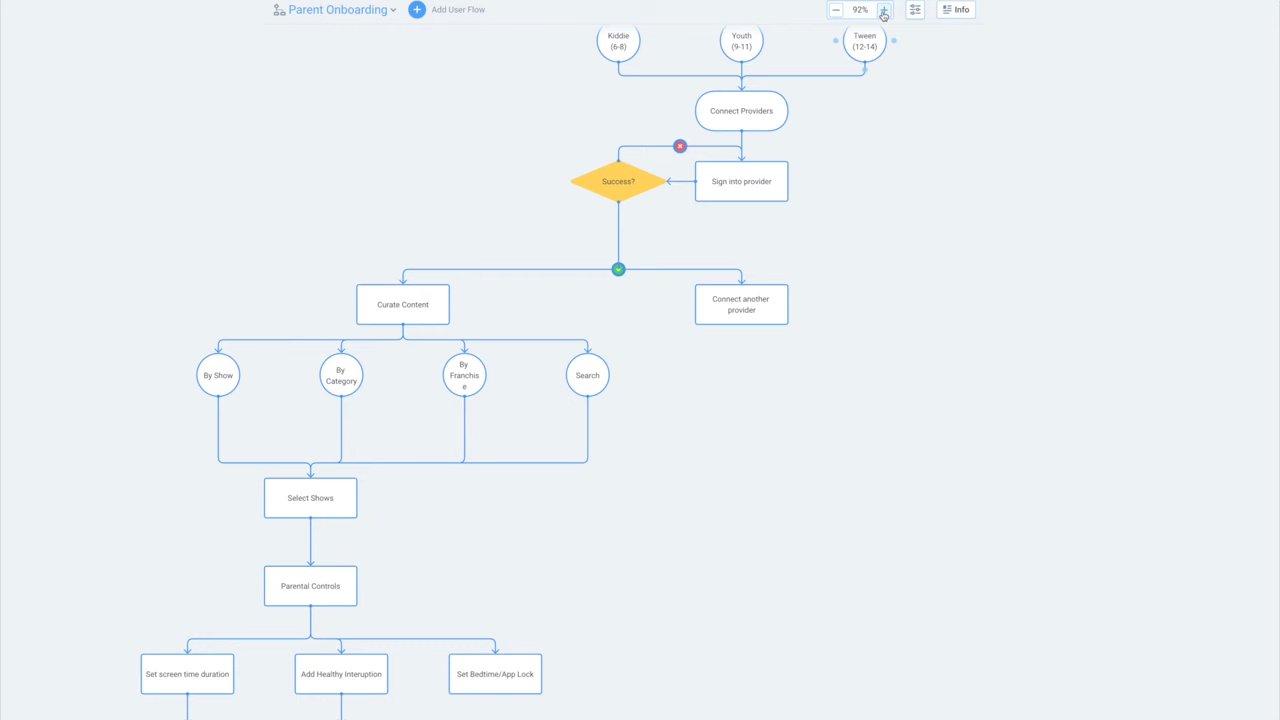 Parent Onboarding
Add User Flow
92%
Info
Kiddie
(6-8)
Youth
(9-11)
Tween
(12-14)
Connect Providers
Success?
Sign into provider
Curate Content
Connect another
provider
By Show
By
Category
By
Franchis
e
Search
Select Shows
Parental Controls
Set screen time duration
Add Healthy Interuption
Set Bedtime/App Lock